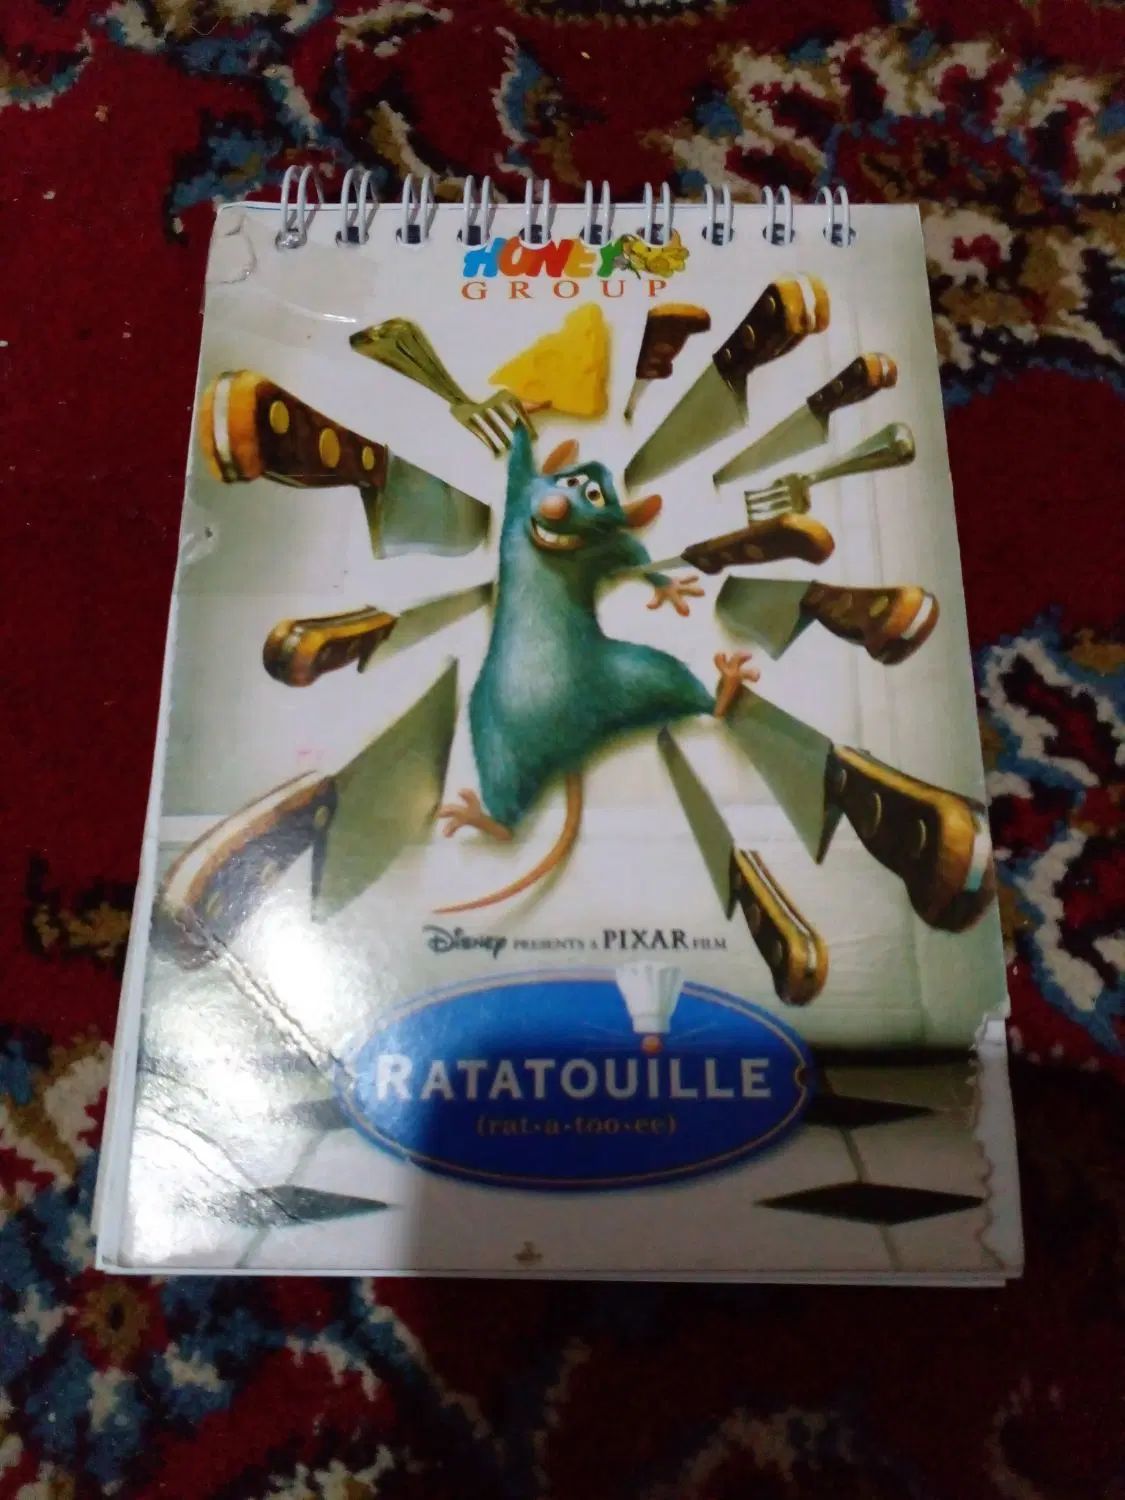 HONEY
GROUP
DISNEY PRESENTS A PIXAR FILM
RATATOUILLE
(rat·a·too·ee)